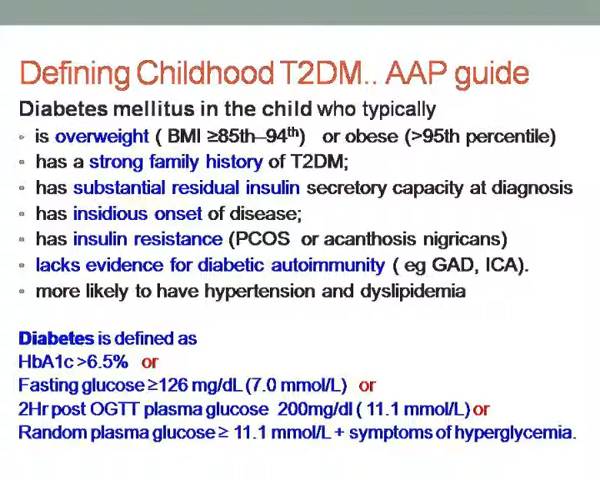 Defining Childhood T2DM.. AAP guide
Diabetes mellitus in the child who typically
• is overweight ( BMI ≥85th–94th) or obese (>95th percentile)
• has a strong family history of T2DM;
• has substantial residual insulin secretory capacity at diagnosis
• has insidious onset of disease;
• has insulin resistance (PCOS or acanthosis nigricans)
• lacks evidence for diabetic autoimmunity ( eg GAD, ICA).
• more likely to have hypertension and dyslipidemia
Diabetes is defined as
HbA1c >6.5% or
Fasting glucose ≥126 mg/dL (7.0 mmol/L) or
2Hr post OGTT plasma glucose 200mg/dl ( 11.1 mmol/L) or
Random plasma glucose ≥ 11.1 mmol/L + symptoms of hyperglycemia.